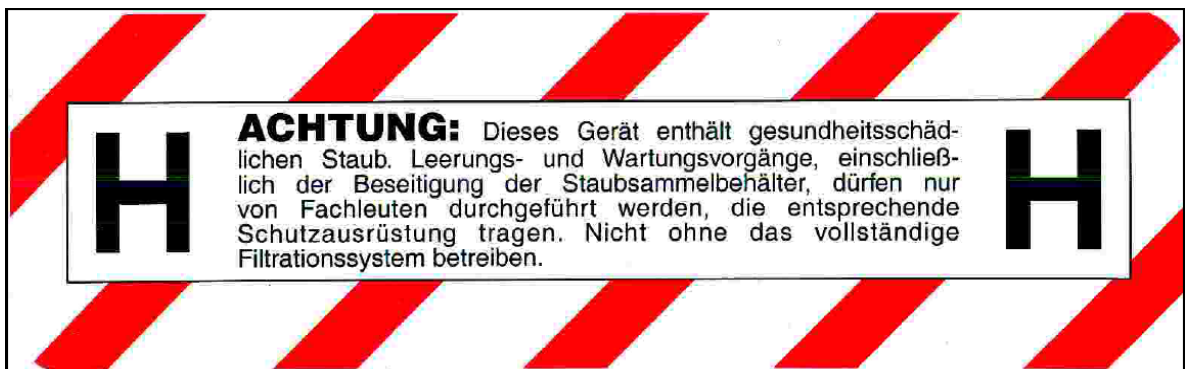 H
ACHTUNG: Dieses Gerät enthält gesundheitsschäd-
lichen Staub. Leerungs- und Wartungsvorgänge, einschließ-
lich der Beseitigung der Staubsammelbehälter, dürfen nur
von Fachleuten durchgeführt werden, die entsprechende
Schutzausrüstung tragen. Nicht ohne das vollständige
Filtrationssystem betreiben.
H